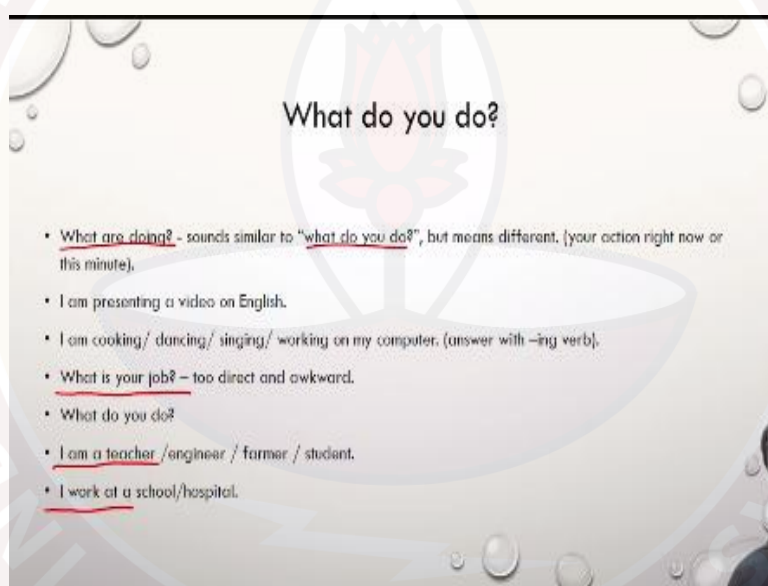 What do you do?
• What are doing? - sounds similar to "what do you do?", but means different. (your action right now or
this minute).
• I am presenting a video on English.
• I am cooking/ dancing/ singing/ working on my computer. (answer with –ing verb).
• What is your job? – too direct and awkward.
• What do you do?
• I am a teacher /engineer / farmer / student.
• I work at a school/hospital.